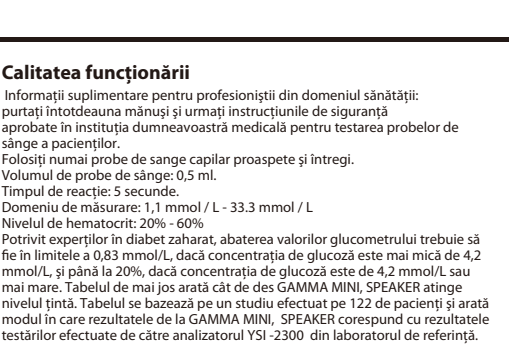 Calitatea funcționării
Informații suplimentare pentru profesioniştii din domeniul sănătății:
purtați întotdeauna mănuşi şi urmați instrucțiunile de siguranță
aprobate în instituția dumneavoastră medicală pentru testarea probelor de
sânge a pacienților.
Folosiți numai probe de sange capilar proaspete şi întregi.
Volumul de probe de sânge: 0,5 ml.
Timpul de reacție: 5 secunde.
Domeniu de măsurare: 1,1 mmol / L - 33.3 mmol / L
Nivelul de hematocrit: 20% - 60%
Potrivit experților în diabet zaharat, abaterea valorilor glucometrului trebuie să
fie în limitele a 0,83 mmol/L, dacă concentrația de glucoză este mai mică de 4,2
mmol/L, şi până la 20%, dacă concentrația de glucoză este de 4,2 mmol/L sau
mai mare. Tabelul de mai jos arată cât de des GAMMA MINI, SPEAKER atinge
nivelul țintă. Tabelul se bazează pe un studiu efectuat pe 122 de pacienți şi arată
modul în care rezultatele de la GAMMA MINI, SPEAKER corespund cu rezultatele
testărilor efectuate de către analizatorul YSI -2300 din laboratorul de referință.